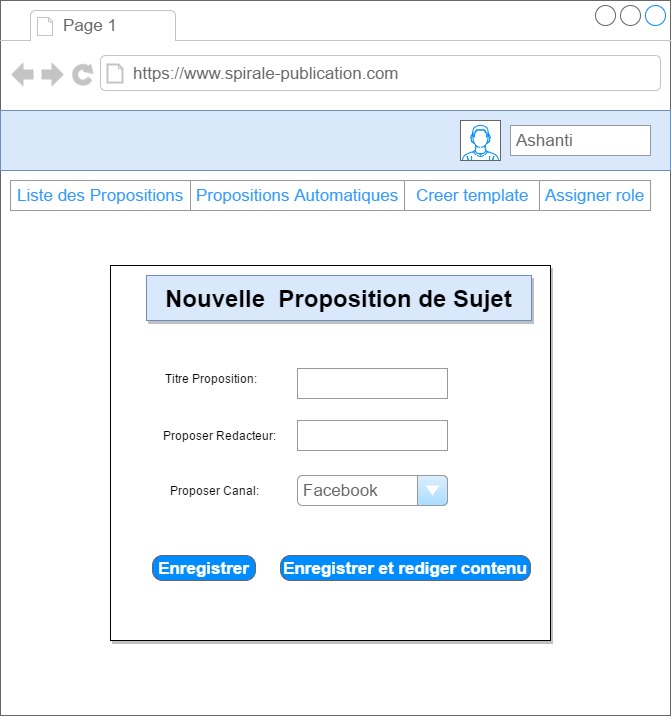 Page 1
https://www.spirale-publication.com
Ashanti
Liste des Propositions Propositions Automatiques Creer template Assigner role
Nouvelle  Proposition de Sujet
Titre Proposition:
Proposer Redacteur:
Proposer Canal: Facebook
Enregistrer Enregistrer et rediger contenu